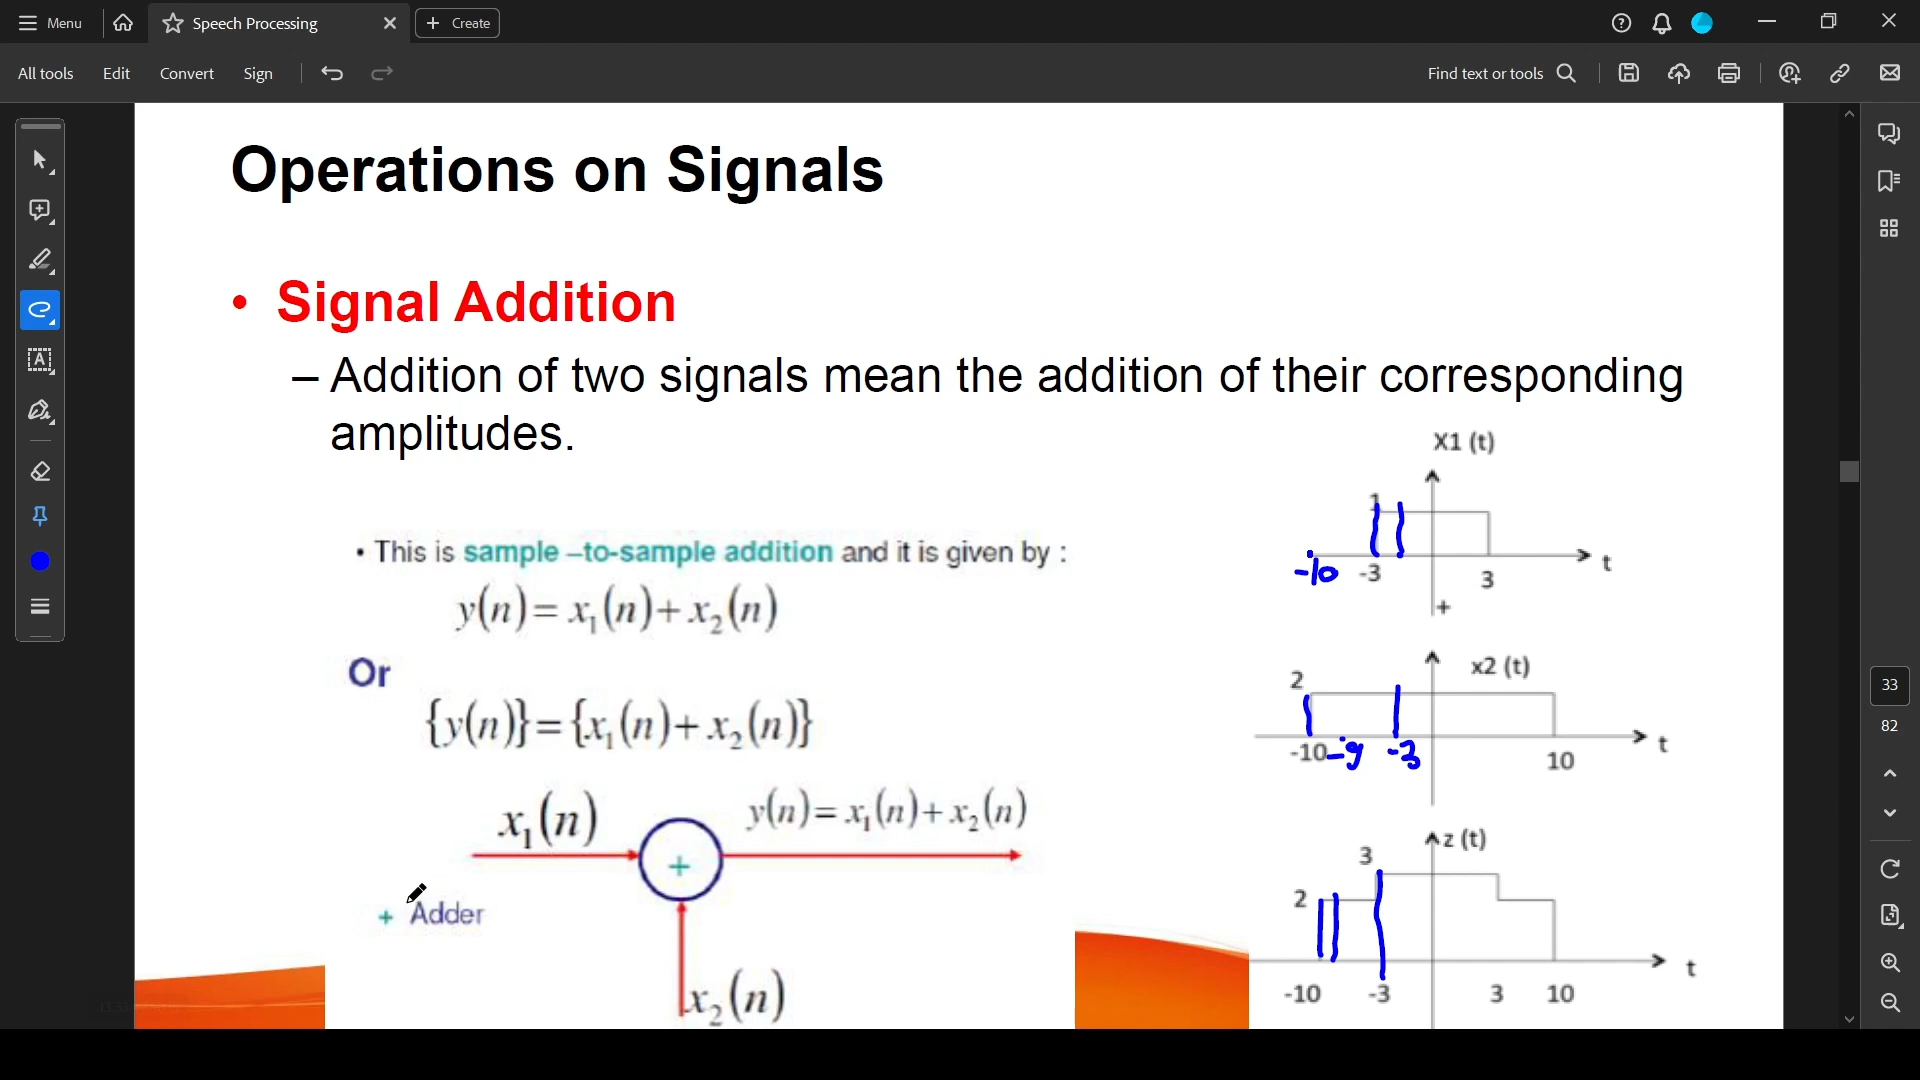 Menu
Speech Processing
Create
All tools
Edit
Convert
Sign
Find text or tools
Operations on Signals
• Signal Addition
– Addition of two signals mean the addition of their corresponding
amplitudes.
• This is sample –to-sample addition and it is given by :
y(n)= x₁(n)+ x₂(n)
Or
{y(n)}={x₁(n)+ x₂(n)}
x₁(n)
y(n)= x₁(n)+ x₂(n)
+
+ Adder
x₂(n)
X1 (t)
1
-10 -3 3 t
+
x2 (t)
2
-10 -9 -3 10 t
z (t)
3
2
t
-10 -3 3 10
33
82